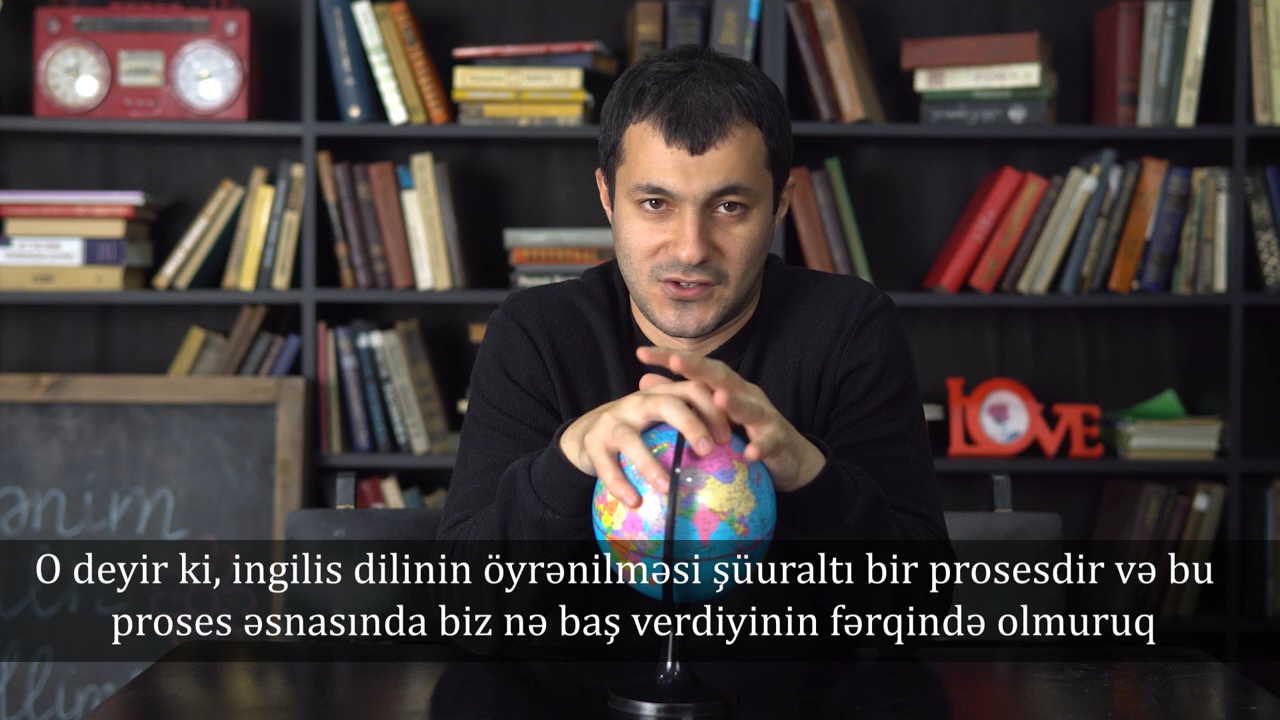 LOVE
ənim
O deyir ki, ingilis dilinin öyrənilməsi şüuraltı bir prosesdir və bu
proses əsnasında biz nə baş verdiyinin fərqində olmuruq